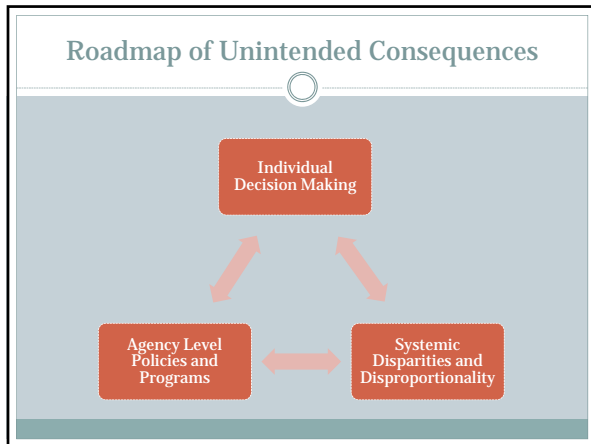 Roadmap of Unintended Consequences
Individual
Decision Making
Agency Level
Policies and
Programs
Systemic
Disparities and
Disproportionality